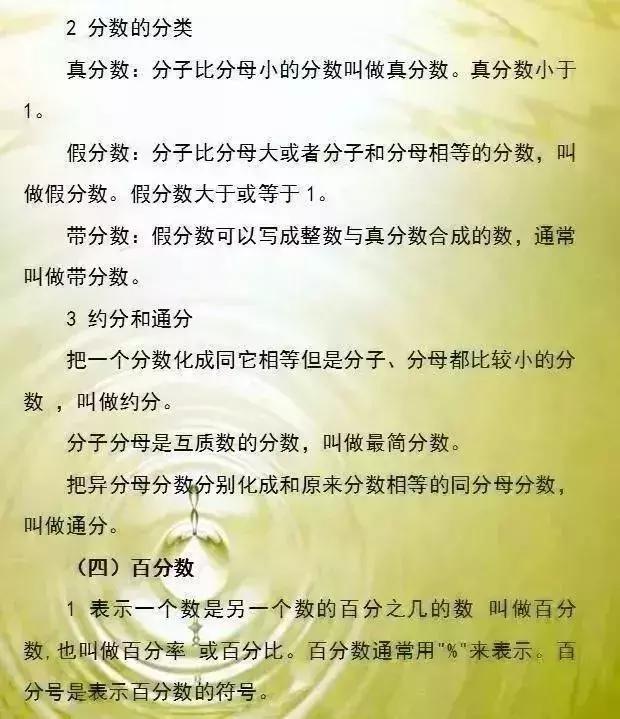 2 分数的分类
真分数：分子比分母小的分数叫做真分数。真分数小于
1。
假分数：分子比分母大或者分子和分母相等的分数，叫
做假分数。假分数大于或等于1。
带分数：假分数可以写成整数与真分数合成的数，通常
叫做带分数。
3 约分和通分
把一个分数化成同它相等但是分子、分母都比较小的分
数 ，叫做约分。
分子分母是互质数的分数，叫做最简分数。
把异分母分数分别化成和原来分数相等的同分母分数，
叫做通分。
（四）百分数
1 表示一个数是另一个数的百分之几的数 叫做百分
数,也叫做百分率 或百分比。百分数通常用"%"来表示。百
分号是表示百分数的符号。